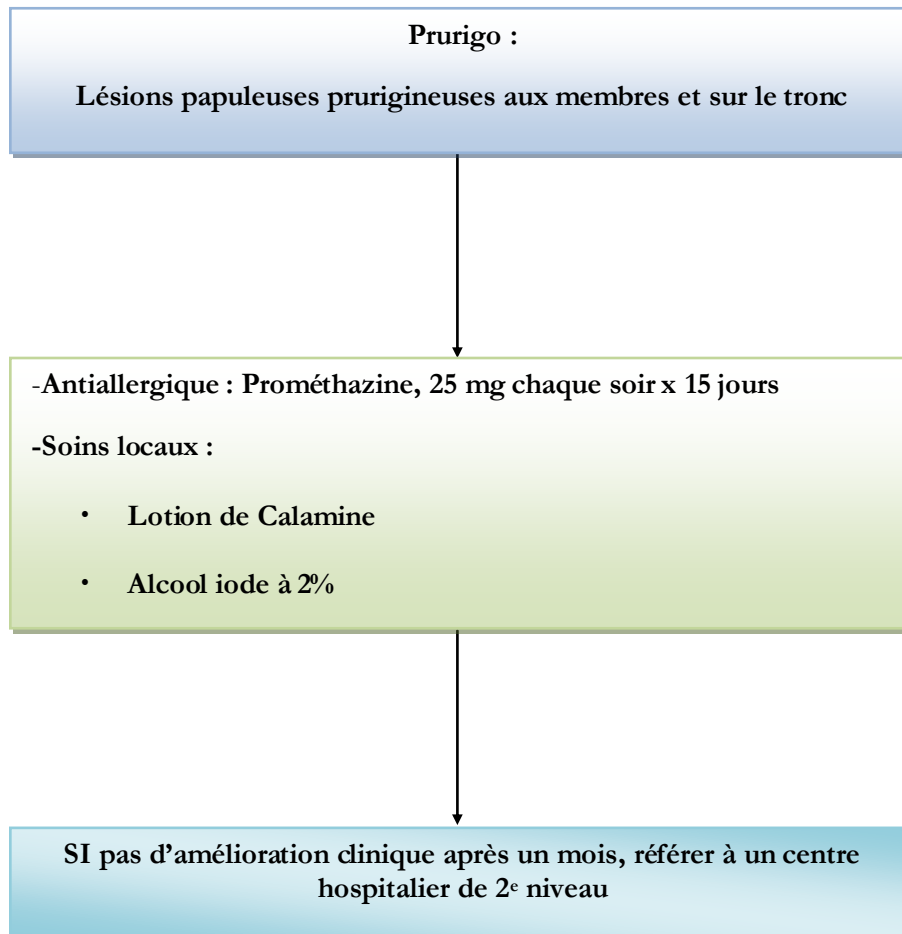 Prurigo :
Lésions papuleuses prurigineuses aux membres et sur le tronc
-Antiallergique : Prométhazine, 25 mg chaque soir x 15 jours
-Soins locaux :
• Lotion de Calamine
• Alcool iode à 2%
SI pas d’amélioration clinique après un mois, référer à un centre
hospitalier de 2e niveau